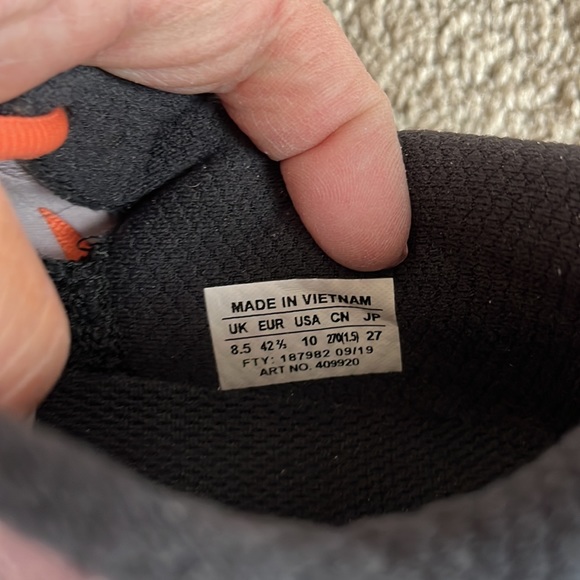 MADE IN VIETNAM
UK EUR USA CN JP
8.5 42⅔ 10 270(1.5) 27
FTY: 187982 09/19
ART NO. 409920